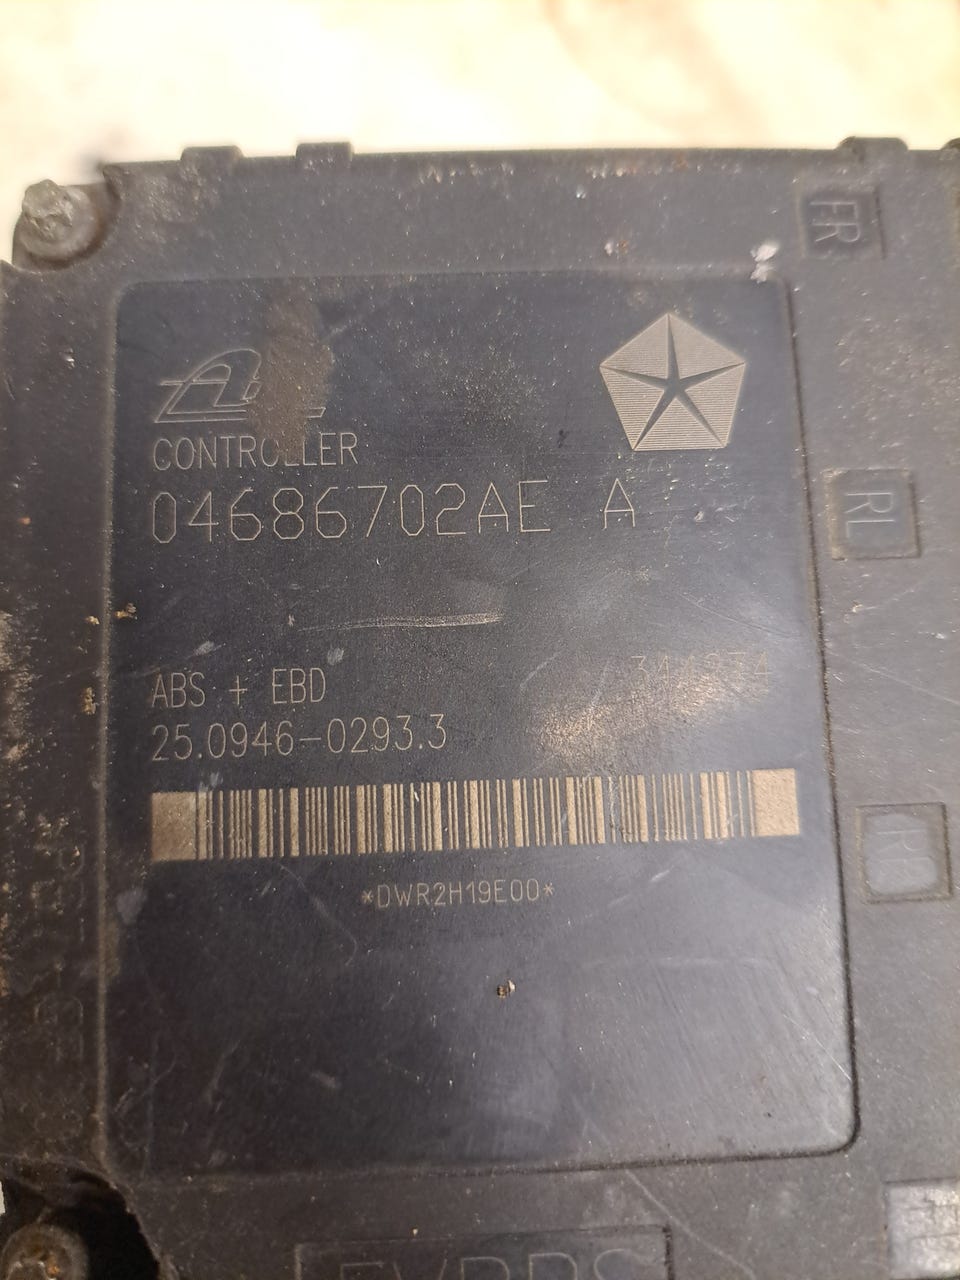 FR
CONTROLLER
04686702AE A
RL
ABS + EBD
25.0946-0293.3
*DWR2H19E00*